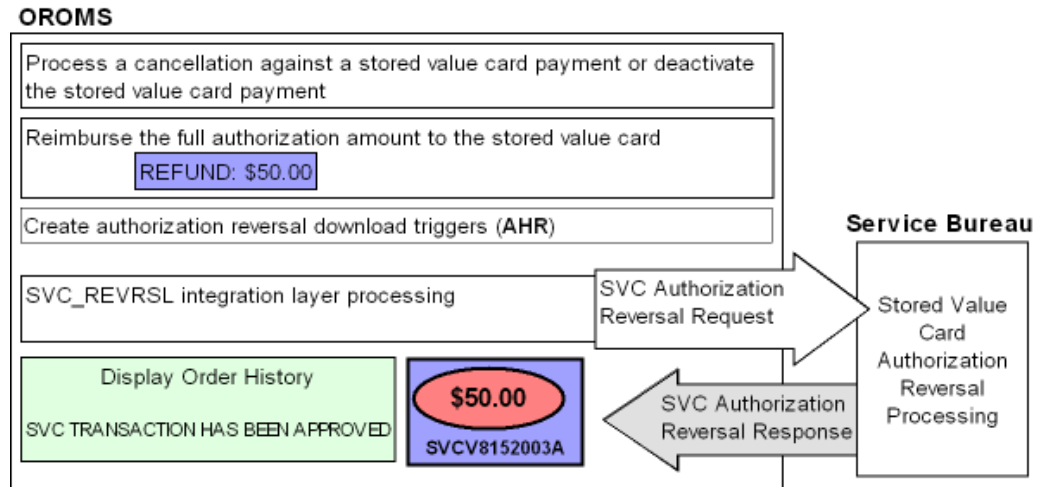 OROMS
Process a cancellation against a stored value card payment or deactivate
the stored value card payment
Reimburse the full authorization amount to the stored value card
REFUND: $50.00
Create authorization reversal download triggers (AHR)
SVC_REVRSL integration layer processing
SVC Authorization
Reversal Request
Service Bureau
Stored Value
Card
Authorization
Reversal
Processing
Display Order History
SVC TRANSACTION HAS BEEN APPROVED
$50.00
SVCV8152003A
SVC Authorization
Reversal Response